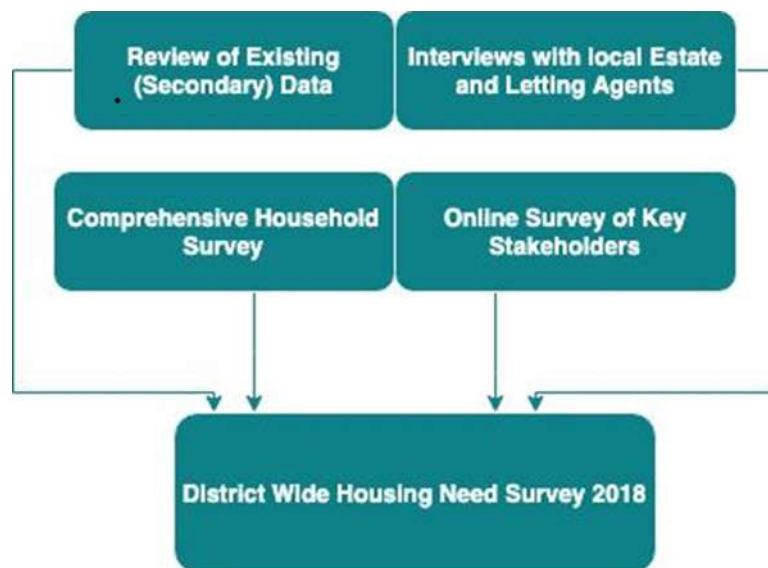 Review of Existing
(Secondary) Data
Interviews with local Estate
and Letting Agents
Comprehensive Household
Survey
Online Survey of Key
Stakeholders
District Wide Housing Need Survey 2018